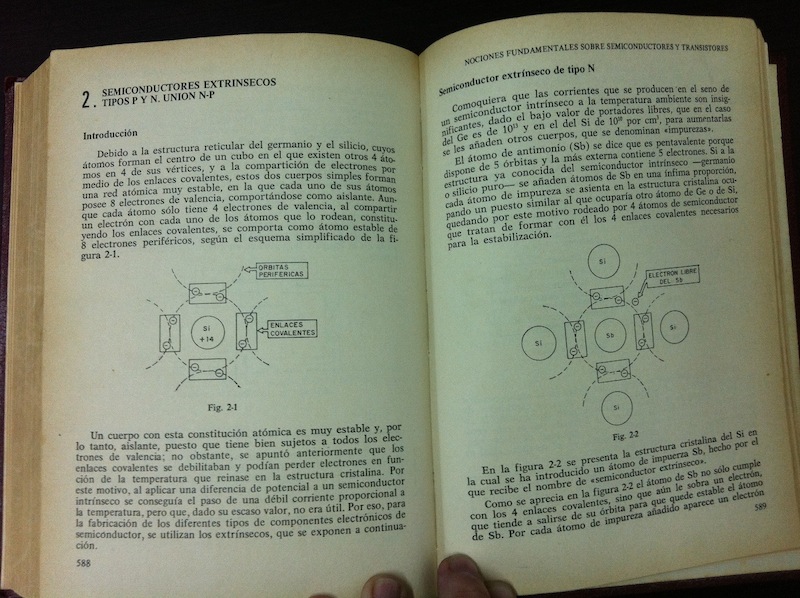 2. SEMICONDUCTORES EXTRINSECOS
TIPOS P Y N. UNION N-P
Introducción
Debido a la estructura reticular del germanio y el silicio, cuyos
átomos forman el centro de un cubo en el que existen otros 4 áto-
mos en 4 de sus vértices, y a la compartición de electrones por
medio de los enlaces covalentes, estos dos cuerpos simples forman
una red atómica muy estable, en la que cada uno de sus átomos
posee 8 electrones de valencia, comportándose como aislante. Aun-
que cada átomo sólo tiene 4 electrones de valencia, al compartir
un electrón con cada uno de los átomos que lo rodean, constitu-
yendo los enlaces covalentes, se comporta como átomo estable de
8 electrones periféricos, según el esquema simplificado de la fi-
gura 2-1.
ORBITAS
PERIFERICAS
Si
+14
ENLACES
COVALENTES
Fig. 2-1
Un cuerpo con esta constitución atómica es muy estable y, por
lo tanto, aislante, puesto que tiene bien sujetos a todos los elec-
trones de valencia; no obstante, se apuntó anteriormente que los
enlaces covalentes se debilitaban y podían perder electrones en fun-
ción de la temperatura que reinase en la estructura cristalina. Por
este motivo, al aplicar una diferencia de potencial a un semiconductor
intrínseco se conseguía el paso de una débil corriente proporcional a
la temperatura, pero que, dado su escaso valor, no era útil. Por eso, para
la fabricación de los diferentes tipos de componentes electrónicos de
semiconductor, se utilizan los extrínsecos, que se exponen a continua-
ción.
588
NOCIONES FUNDAMENTALES SOBRE SEMICONDUCTORES Y TRANSISTORES
Semiconductor extrínseco de tipo N
Comoquiera que las corrientes que se producen en el seno de
un semiconductor intrínseco a la temperatura ambiente son insig-
nificantes, dado el bajo valor de portadores libres, que en el caso
del Ge es de 10¹³ y en el del Si de 10¹⁰ por cm³, para aumentarlas
se les añaden otros cuerpos, que se denominan «impurezas».
El átomo de antimonio (Sb) se dice que es pentavalente porque
dispone de 5 órbitas y la más externa contiene 5 electrones. Si a la
estructura ya conocida del semiconductor intrínseco —germanio
o silicio puro— se añaden átomos de Sb en una ínfima proporción,
cada átomo de impureza se asienta en la estructura cristalina ocu-
pando un puesto similar al que ocuparía otro átomo de Ge o de Si,
quedando por este motivo rodeado por 4 átomos de semiconductor
que tratan de formar con él los 4 enlaces covalentes necesarios
para la estabilización.
Si
ELECTRON LIBRE
DEL Sb
Si
Sb
Si
Si
Fig. 2-2
En la figura 2-2 se presenta la estructura cristalina del Si en
la cual se ha introducido un átomo de impuerza Sb, hecho por el
que recibe el nombre de «semiconductor extrínseco».
Como se aprecia en la figura 2-2 el átomo de Sb no sólo cumple
con los 4 enlaces covalentes, sino que aún le sobra un electrón,
que tiende a salirse de su órbita para que quede estable el átomo
de Sb. Por cada átomo de impureza añadido aparece un electrón
589